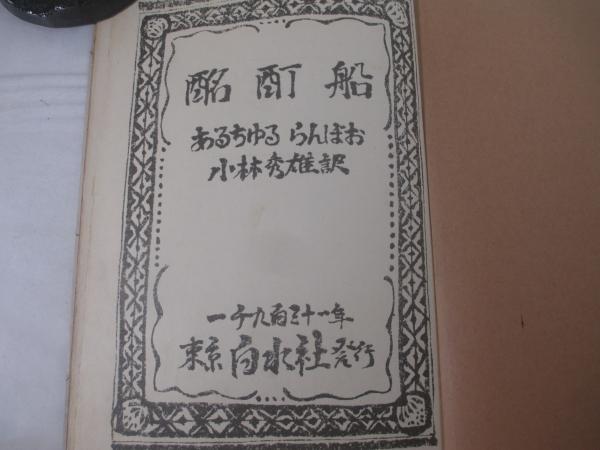 酩酊船
あるちゆる らんぼお
小林秀雄訳
一千九百三十一年
東京 白水社発行